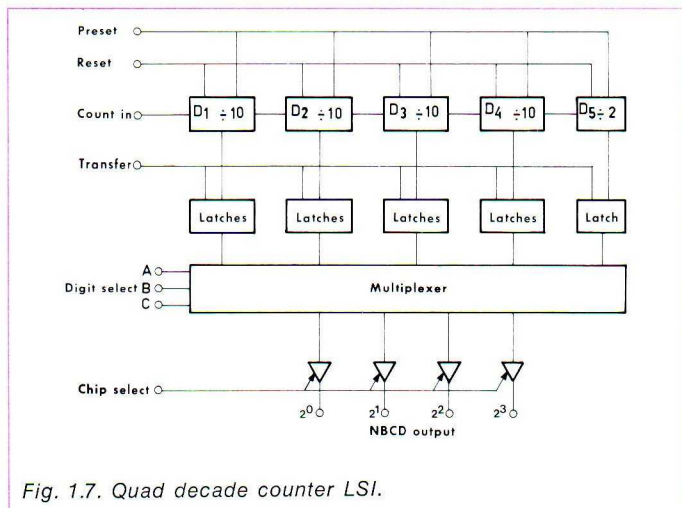 Preset
Reset
Count in
D1 ÷10
D2 ÷10
D3 ÷10
D4 ÷10
D5÷2
Transfer
Latches
Latches
Latches
Latches
Latch
A
Digit select B
C
Multiplexer
Chip select
2⁰
2¹
2²
2³
NBCD output
Fig. 1.7. Quad decade counter LSI.